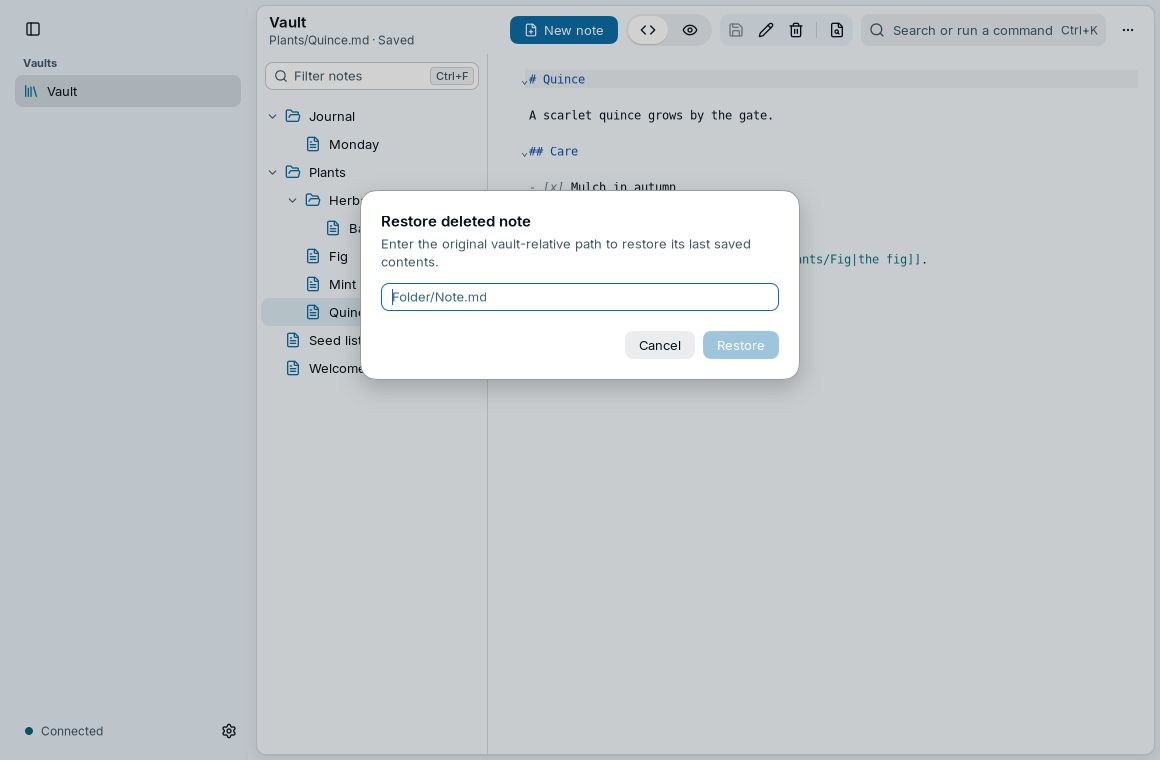 Vaults
Vault
Connected
Vault
Plants/Quince.md · Saved
New note
Search or run a command Ctrl+K
Filter notes Ctrl+F
Journal
Monday
Plants
Fig
Mint
Seed list
Welcome
# Quince
A scarlet quince grows by the gate.
## Care
- [x] Mulch in autumn
ants/Fig|the fig]].
Restore deleted note
Enter the original vault-relative path to restore its last saved
contents.
Folder/Note.md
Cancel
Restore